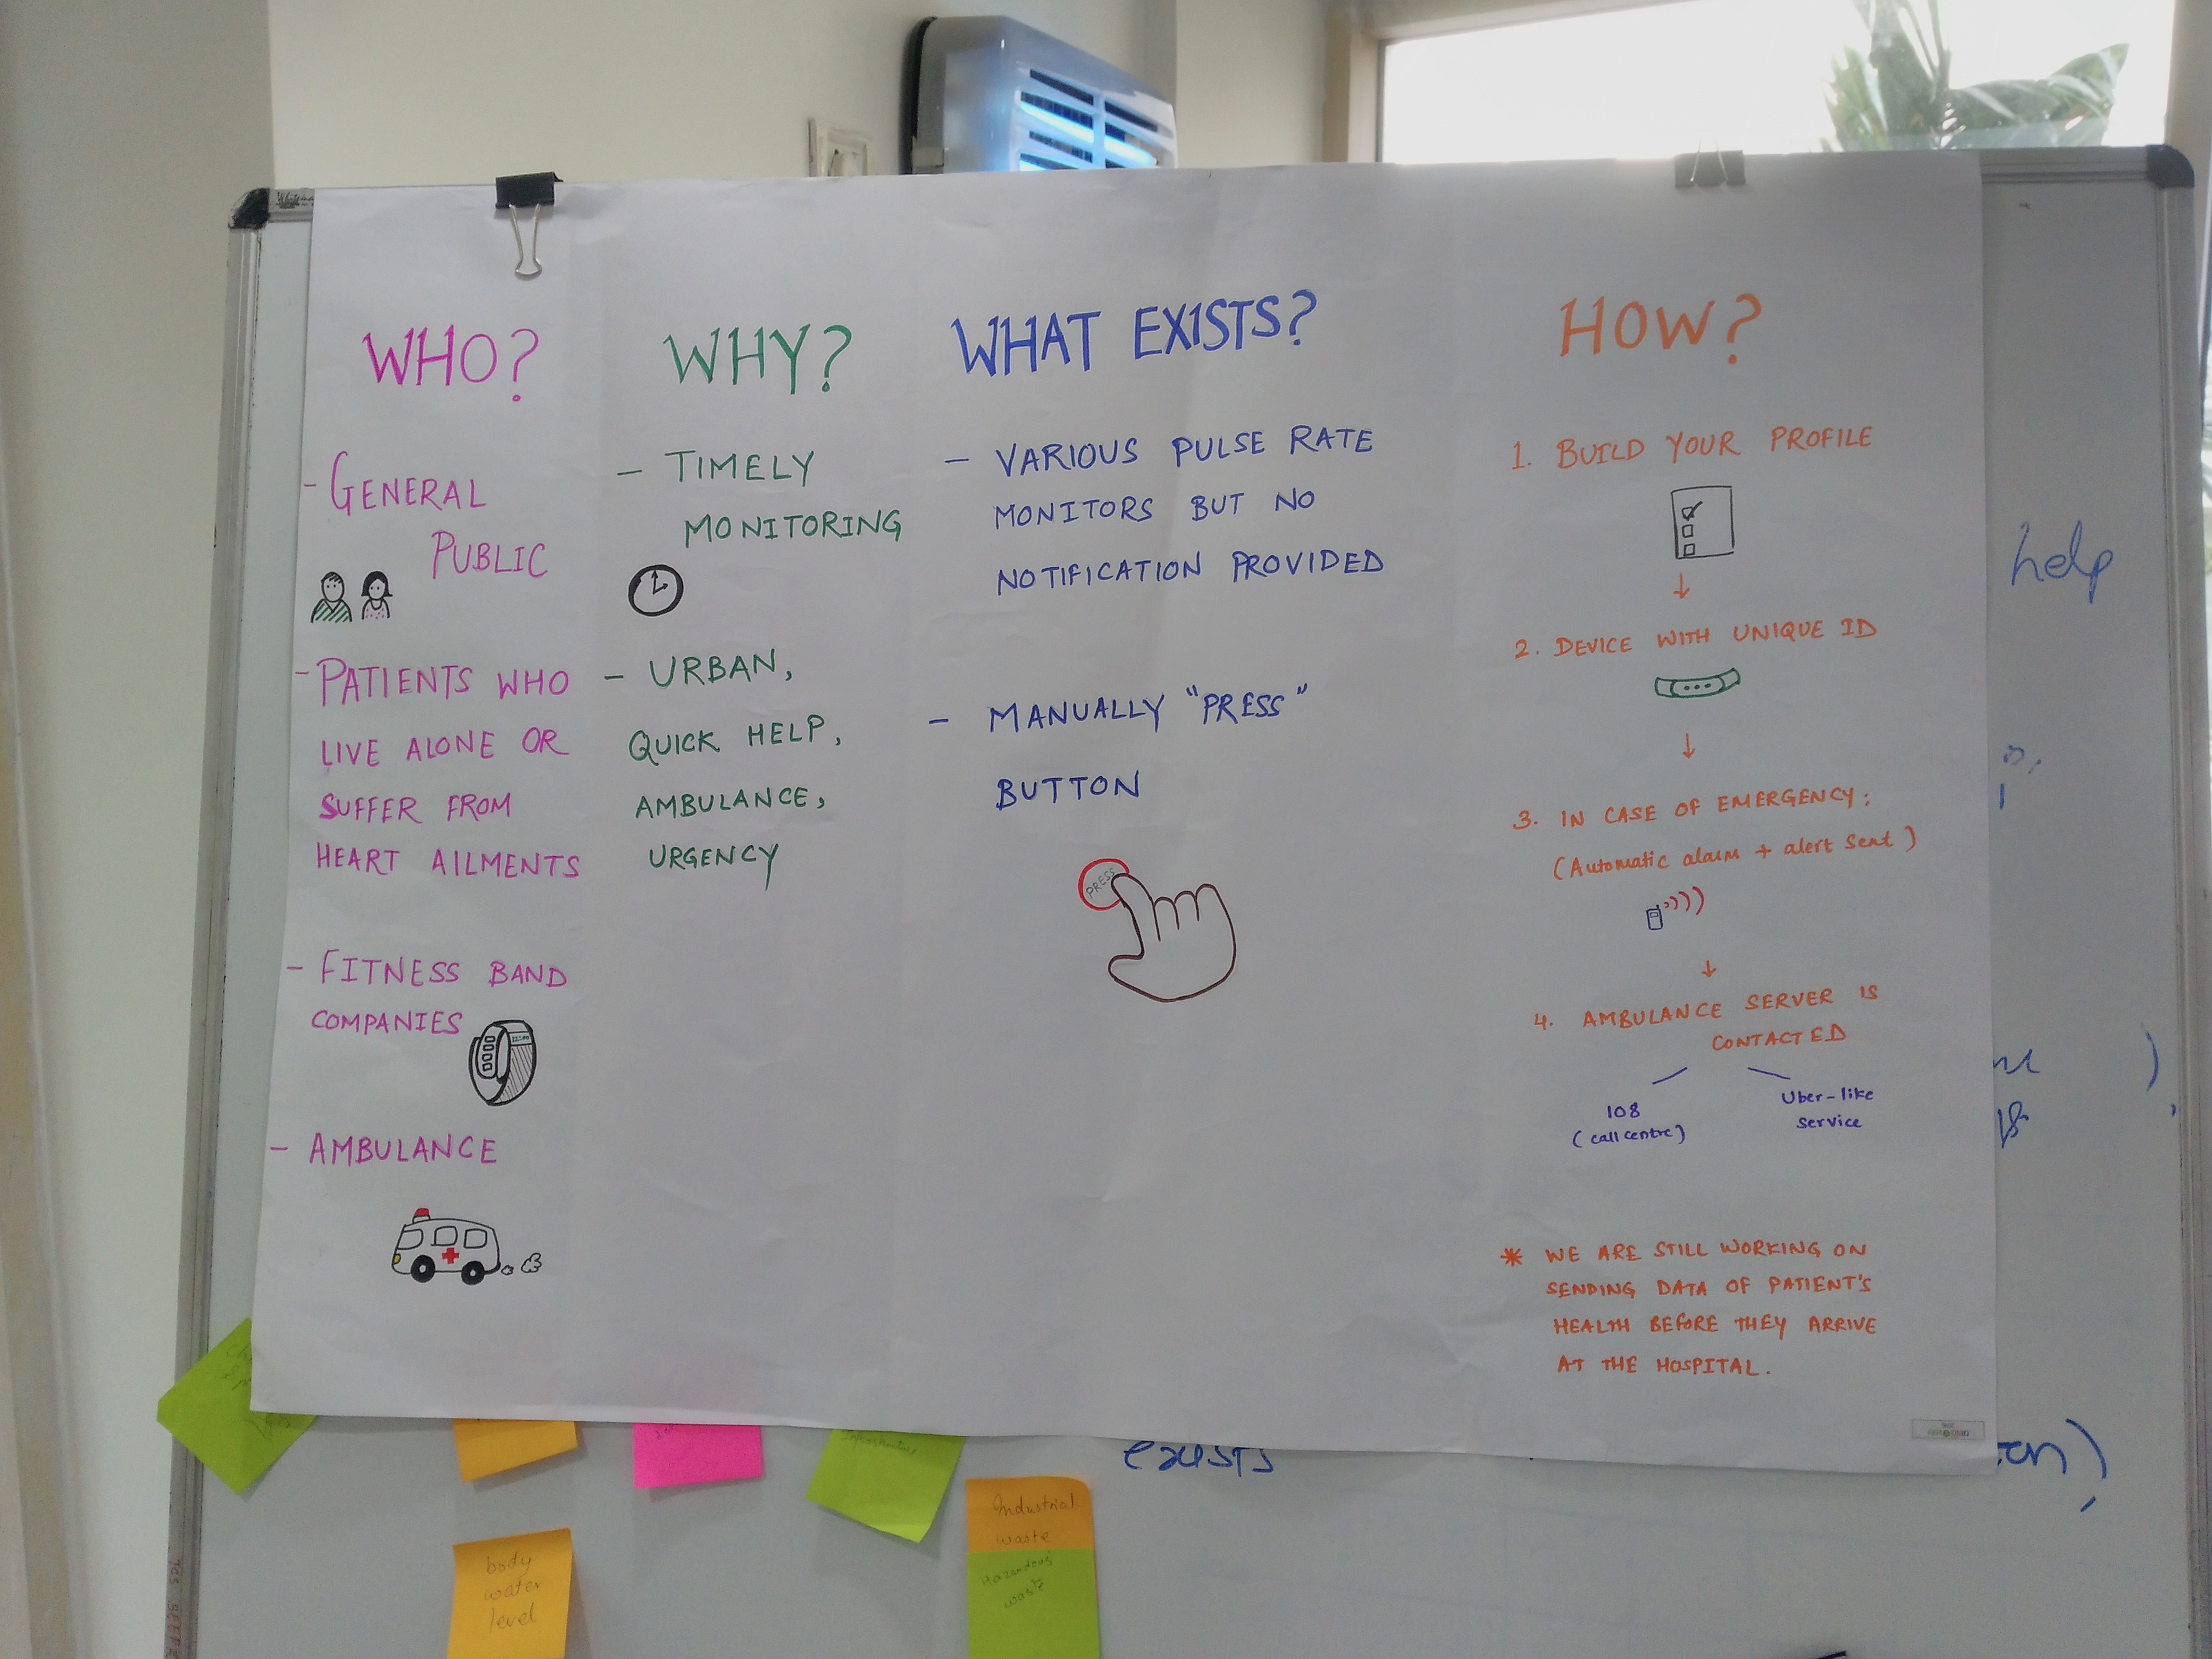 WHO?
- GENERAL
PUBLIC
- PATIENTS WHO
LIVE ALONE OR
SUFFER FROM
HEART AILMENTS
- FITNESS BAND
COMPANIES
- AMBULANCE
WHY?
- TIMELY
MONITORING
- URBAN,
QUICK HELP,
AMBULANCE,
URGENCY
WHAT EXISTS?
- VARIOUS PULSE RATE
MONITORS BUT NO
NOTIFICATION PROVIDED
- MANUALLY "PRESS"
BUTTON
PRESS
HOW?
1. BUILD YOUR PROFILE
2. DEVICE WITH UNIQUE ID
3. IN CASE OF EMERGENCY:
(Automatic alarm + alert sent)
4. AMBULANCE SERVER IS
CONTACTED
108
(call centre)
Uber-like
Service
* WE ARE STILL WORKING ON
SENDING DATA OF PATIENT'S
HEALTH BEFORE THEY ARRIVE
AT THE HOSPITAL.
help
exists
body
water
level
Industrial
waste
Hazardous
waste